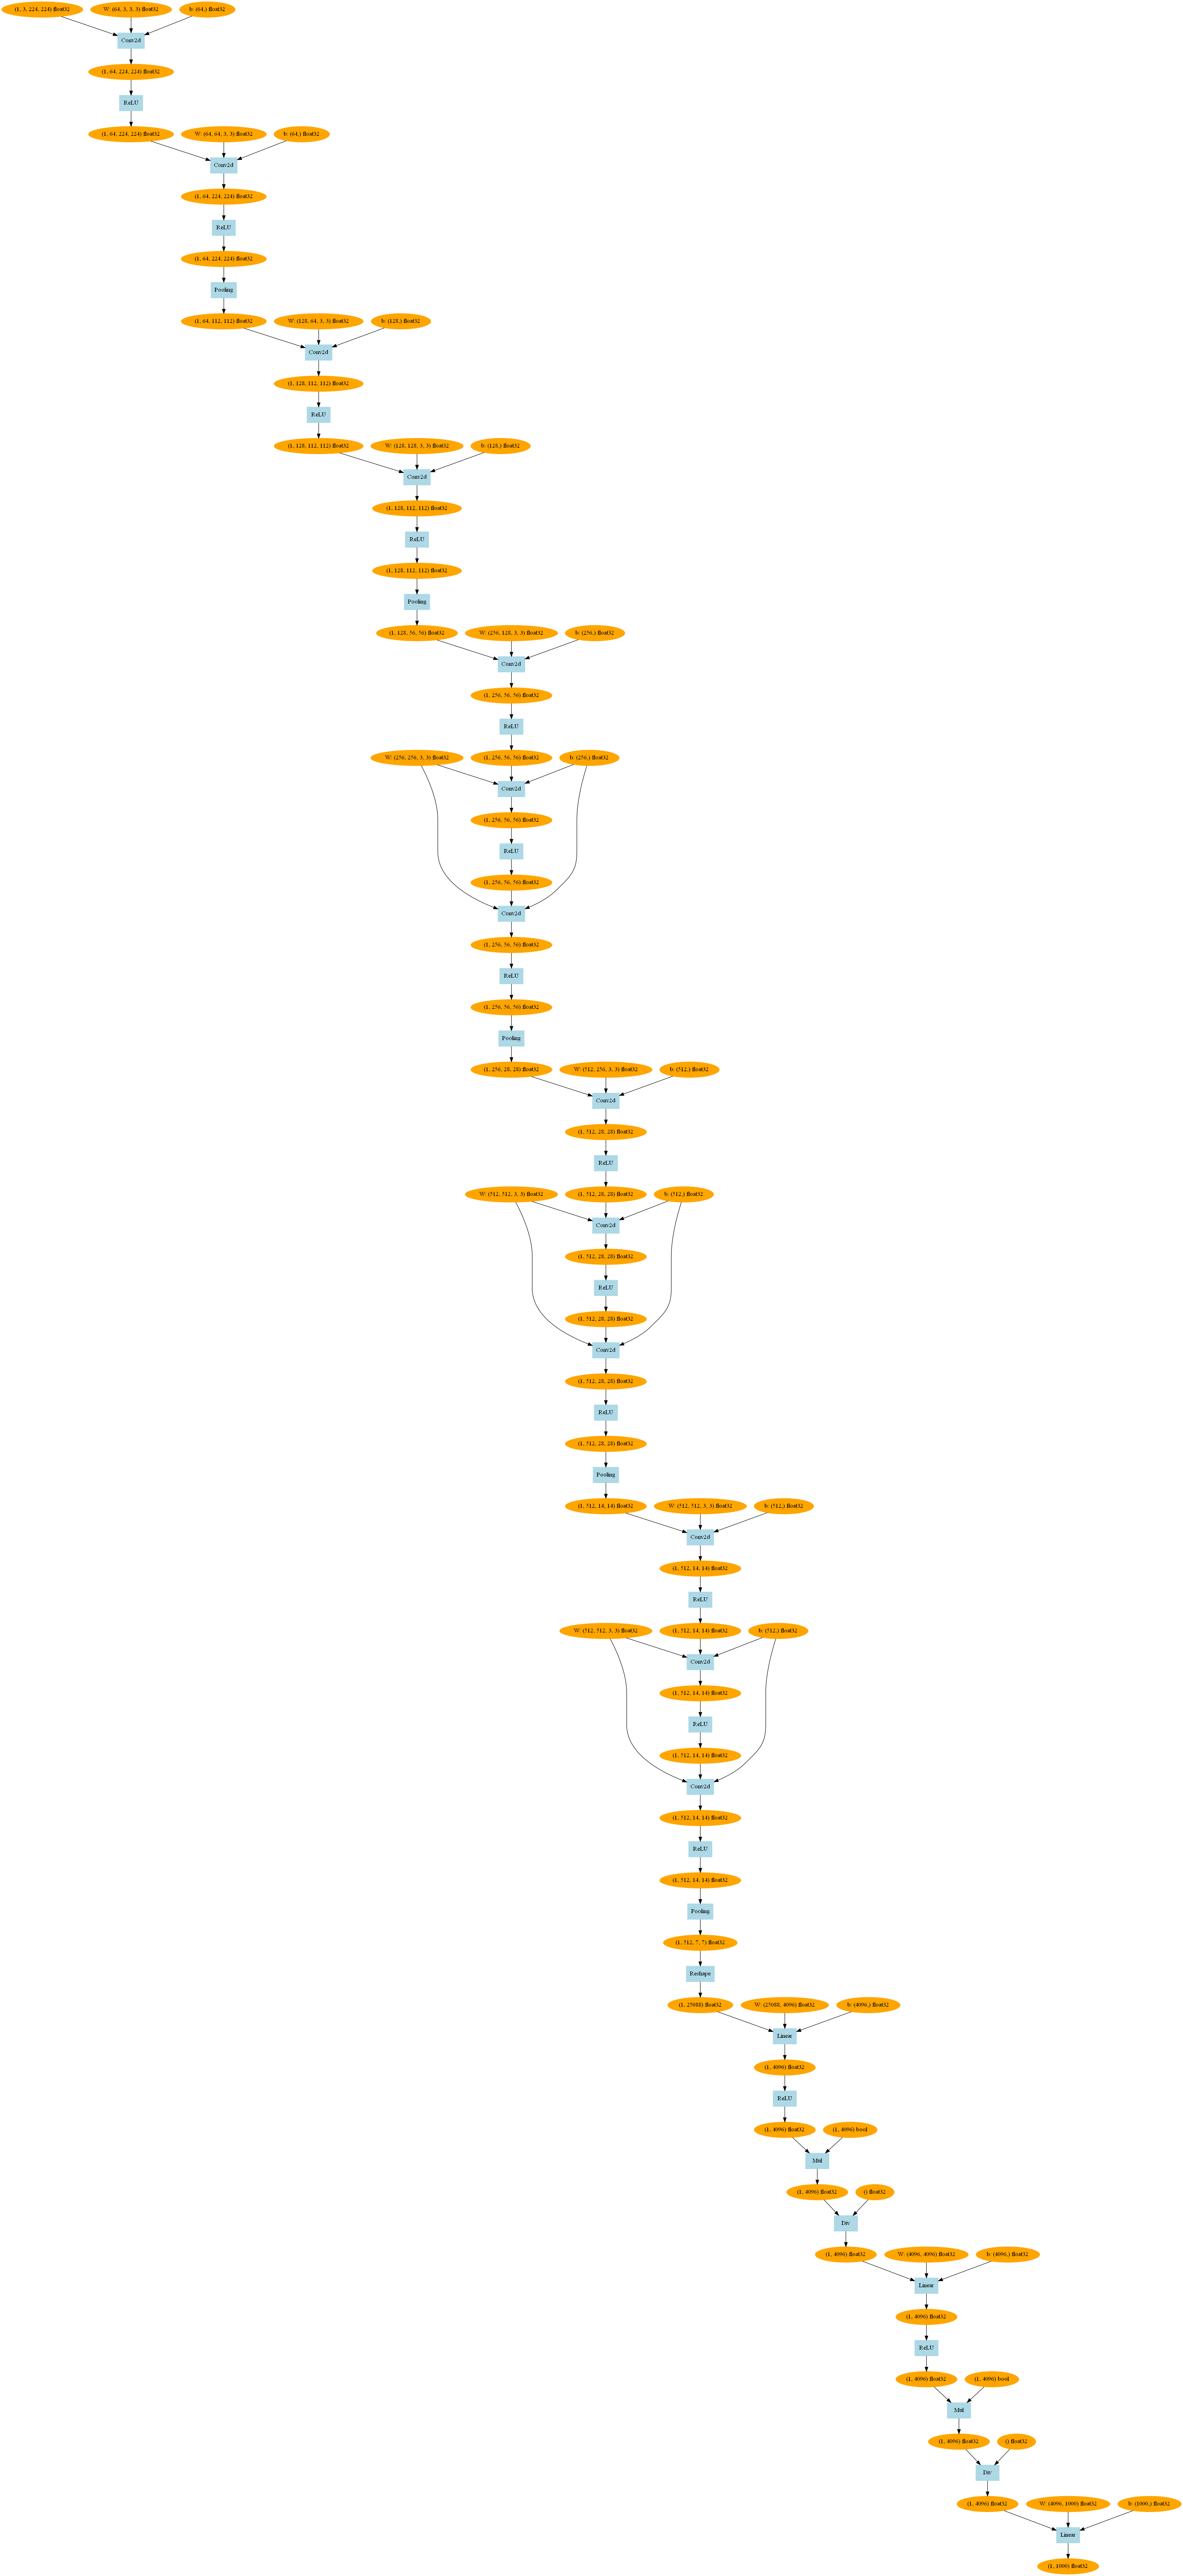 (1, 3, 224, 224) float32
W: (64, 3, 3, 3) float32
b: (64,) float32
Conv2d
(1, 64, 224, 224) float32
ReLU
(1, 64, 224, 224) float32
W: (64, 64, 3, 3) float32
b: (64,) float32
Conv2d
(1, 64, 224, 224) float32
ReLU
(1, 64, 224, 224) float32
Pooling
(1, 64, 112, 112) float32
W: (128, 64, 3, 3) float32
b: (128,) float32
Conv2d
(1, 128, 112, 112) float32
ReLU
(1, 128, 112, 112) float32
W: (128, 128, 3, 3) float32
b: (128,) float32
Conv2d
(1, 128, 112, 112) float32
ReLU
(1, 128, 112, 112) float32
Pooling
(1, 128, 56, 56) float32
W: (256, 128, 3, 3) float32
b: (256,) float32
Conv2d
(1, 256, 56, 56) float32
ReLU
W: (256, 256, 3, 3) float32
(1, 256, 56, 56) float32
b: (256,) float32
Conv2d
(1, 256, 56, 56) float32
ReLU
(1, 256, 56, 56) float32
Conv2d
(1, 256, 56, 56) float32
ReLU
(1, 256, 56, 56) float32
Pooling
(1, 256, 28, 28) float32
W: (512, 256, 3, 3) float32
b: (512,) float32
Conv2d
(1, 512, 28, 28) float32
ReLU
W: (512, 512, 3, 3) float32
(1, 512, 28, 28) float32
b: (512,) float32
Conv2d
(1, 512, 28, 28) float32
ReLU
(1, 512, 28, 28) float32
Conv2d
(1, 512, 28, 28) float32
ReLU
(1, 512, 28, 28) float32
Pooling
(1, 512, 14, 14) float32
W: (512, 512, 3, 3) float32
b: (512,) float32
Conv2d
(1, 512, 14, 14) float32
ReLU
W: (512, 512, 3, 3) float32
(1, 512, 14, 14) float32
b: (512,) float32
Conv2d
(1, 512, 14, 14) float32
ReLU
(1, 512, 14, 14) float32
Conv2d
(1, 512, 14, 14) float32
ReLU
(1, 512, 14, 14) float32
Pooling
(1, 512, 7, 7) float32
Reshape
(1, 25088) float32
W: (25088, 4096) float32
b: (4096,) float32
Linear
(1, 4096) float32
ReLU
(1, 4096) float32
(1, 4096) bool
Mul
(1, 4096) float32
() float32
Div
(1, 4096) float32
W: (4096, 4096) float32
b: (4096,) float32
Linear
(1, 4096) float32
ReLU
(1, 4096) float32
(1, 4096) bool
Mul
(1, 4096) float32
() float32
Div
(1, 4096) float32
W: (4096, 1000) float32
b: (1000,) float32
Linear
(1, 1000) float32